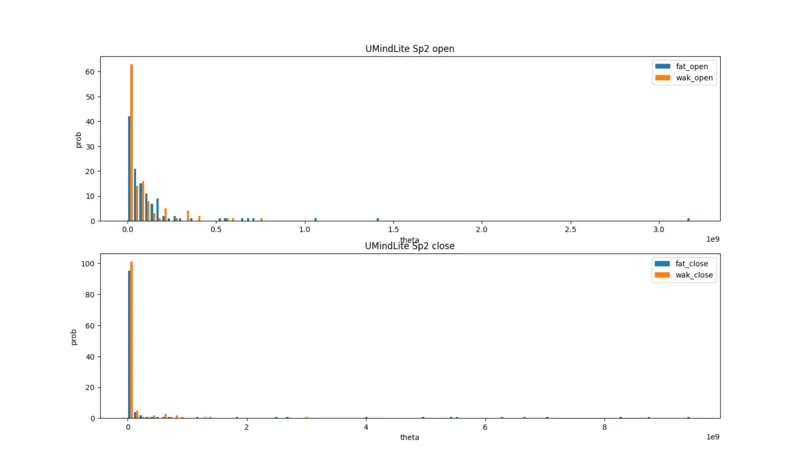 UMindLite Sp2 open
fat_open
wak_open
prob
60
50
40
30
20
10
0
0.0 0.5 1.0 1.5 2.0 2.5 3.0
1e9
theta
UMindLite Sp2 close
fat_close
wak_close
prob
100
80
60
40
20
0
0 2 4 6 8
1e9
theta